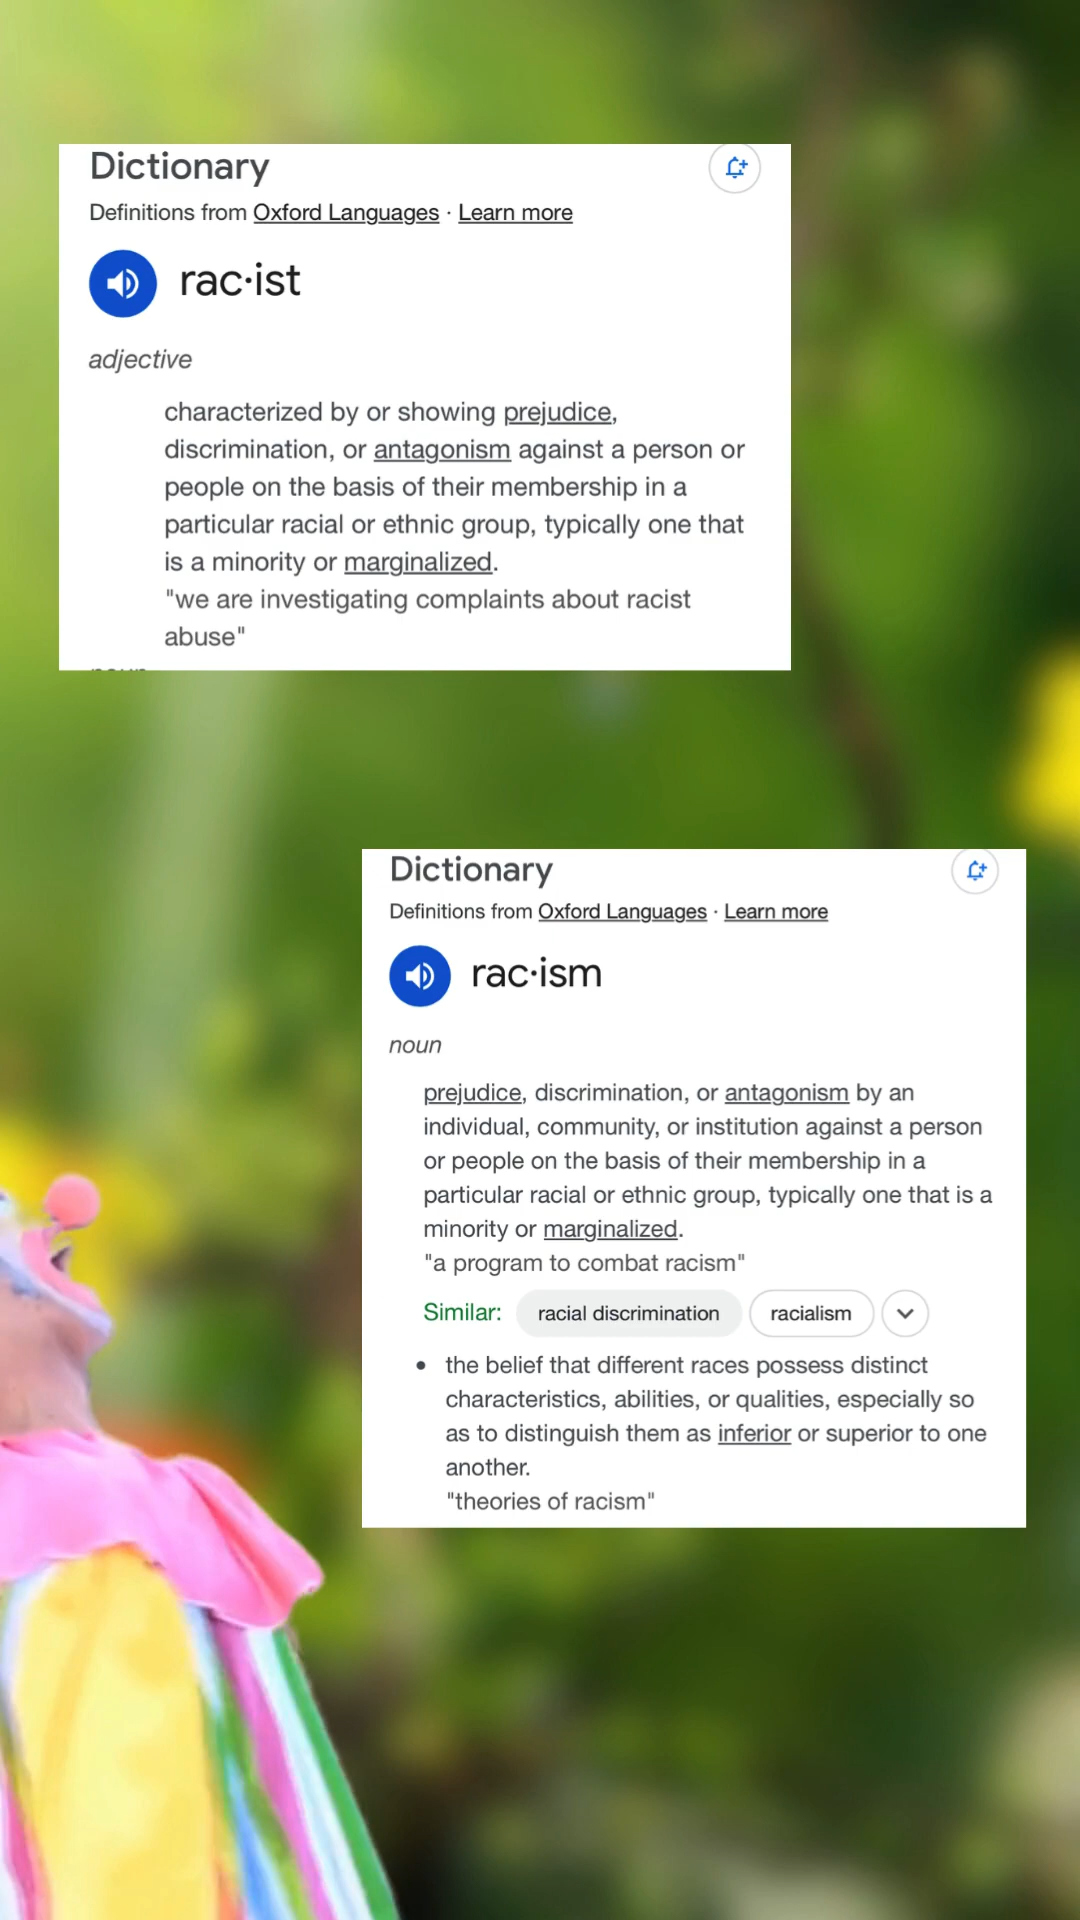 Dictionary
Definitions from Oxford Languages · Learn more
rac·ist
adjective
characterized by or showing prejudice,
discrimination, or antagonism against a person or
people on the basis of their membership in a
particular racial or ethnic group, typically one that
is a minority or marginalized.
"we are investigating complaints about racist
abuse"
Dictionary
Definitions from Oxford Languages · Learn more
rac·ism
noun
prejudice, discrimination, or antagonism by an
individual, community, or institution against a person
or people on the basis of their membership in a
particular racial or ethnic group, typically one that is a
minority or marginalized.
"a program to combat racism"
Similar: racial discrimination racialism
• the belief that different races possess distinct
characteristics, abilities, or qualities, especially so
as to distinguish them as inferior or superior to one
another.
"theories of racism"